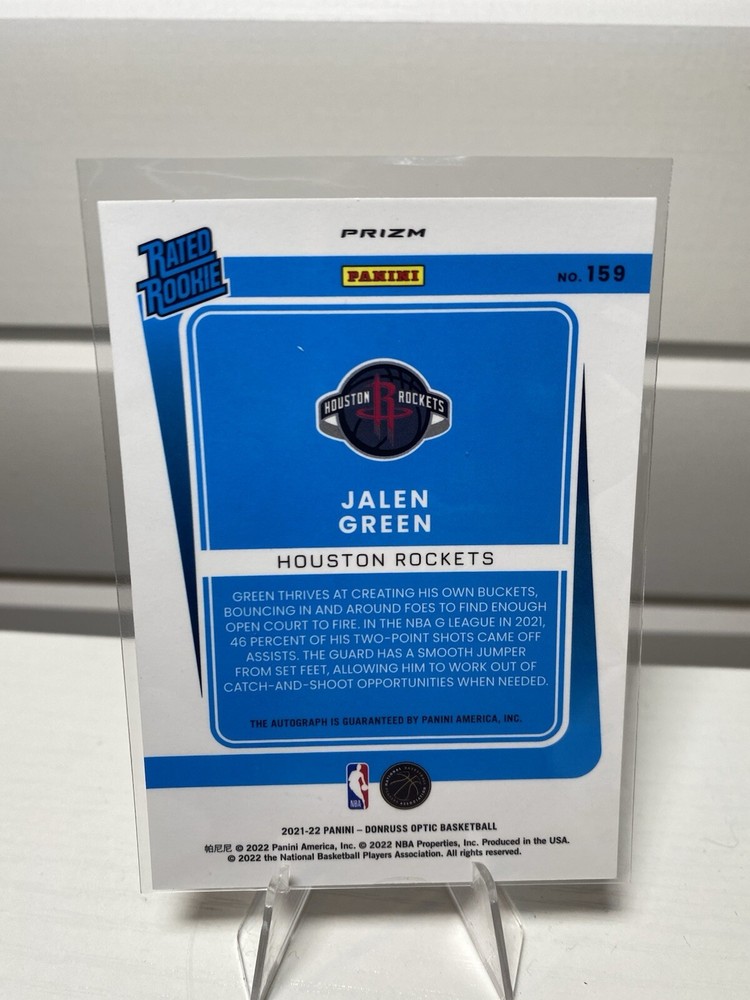 PRIZM
RATED
ROOKIE
PANINI
NO. 159
HOUSTON ROCKETS
JALEN
GREEN
HOUSTON ROCKETS
GREEN THRIVES AT CREATING HIS OWN BUCKETS,
BOUNCING IN AND AROUND FOES TO FIND ENOUGH
OPEN COURT TO FIRE. IN THE NBA G LEAGUE IN 2021,
46 PERCENT OF HIS TWO-POINT SHOTS CAME OFF
ASSISTS. THE GUARD HAS A SMOOTH JUMPER
FROM SET FEET, ALLOWING HIM TO WORK OUT OF
CATCH-AND-SHOOT OPPORTUNITIES WHEN NEEDED.
THE AUTOGRAPH IS GUARANTEED BY PANINI AMERICA, INC.
NBA
2021-22 PANINI – DONRUSS OPTIC BASKETBALL
帕尼尼 © 2022 Panini America, Inc. © 2022 NBA Properties, Inc. Produced in the USA.
© 2022 the National Basketball Players Association. All rights reserved.